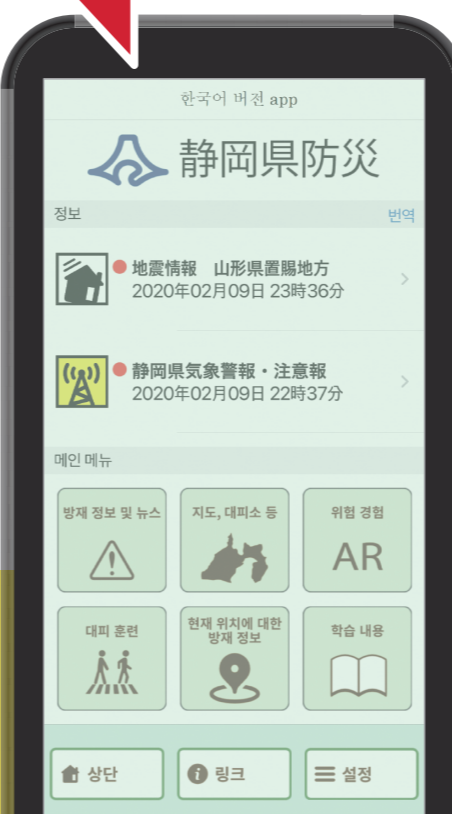 한국어 버전 app
静岡県防災
정보
번역
地震情報　山形県置賜地方
2020年02月09日 23時36分
静岡県気象警報・注意報
2020年02月09日 22時37分
메인 메뉴
방재 정보 및 뉴스
지도, 대피소 등
위험 경험
AR
대피 훈련
현재 위치에 대한
방재 정보
학습 내용
상단
링크
설정